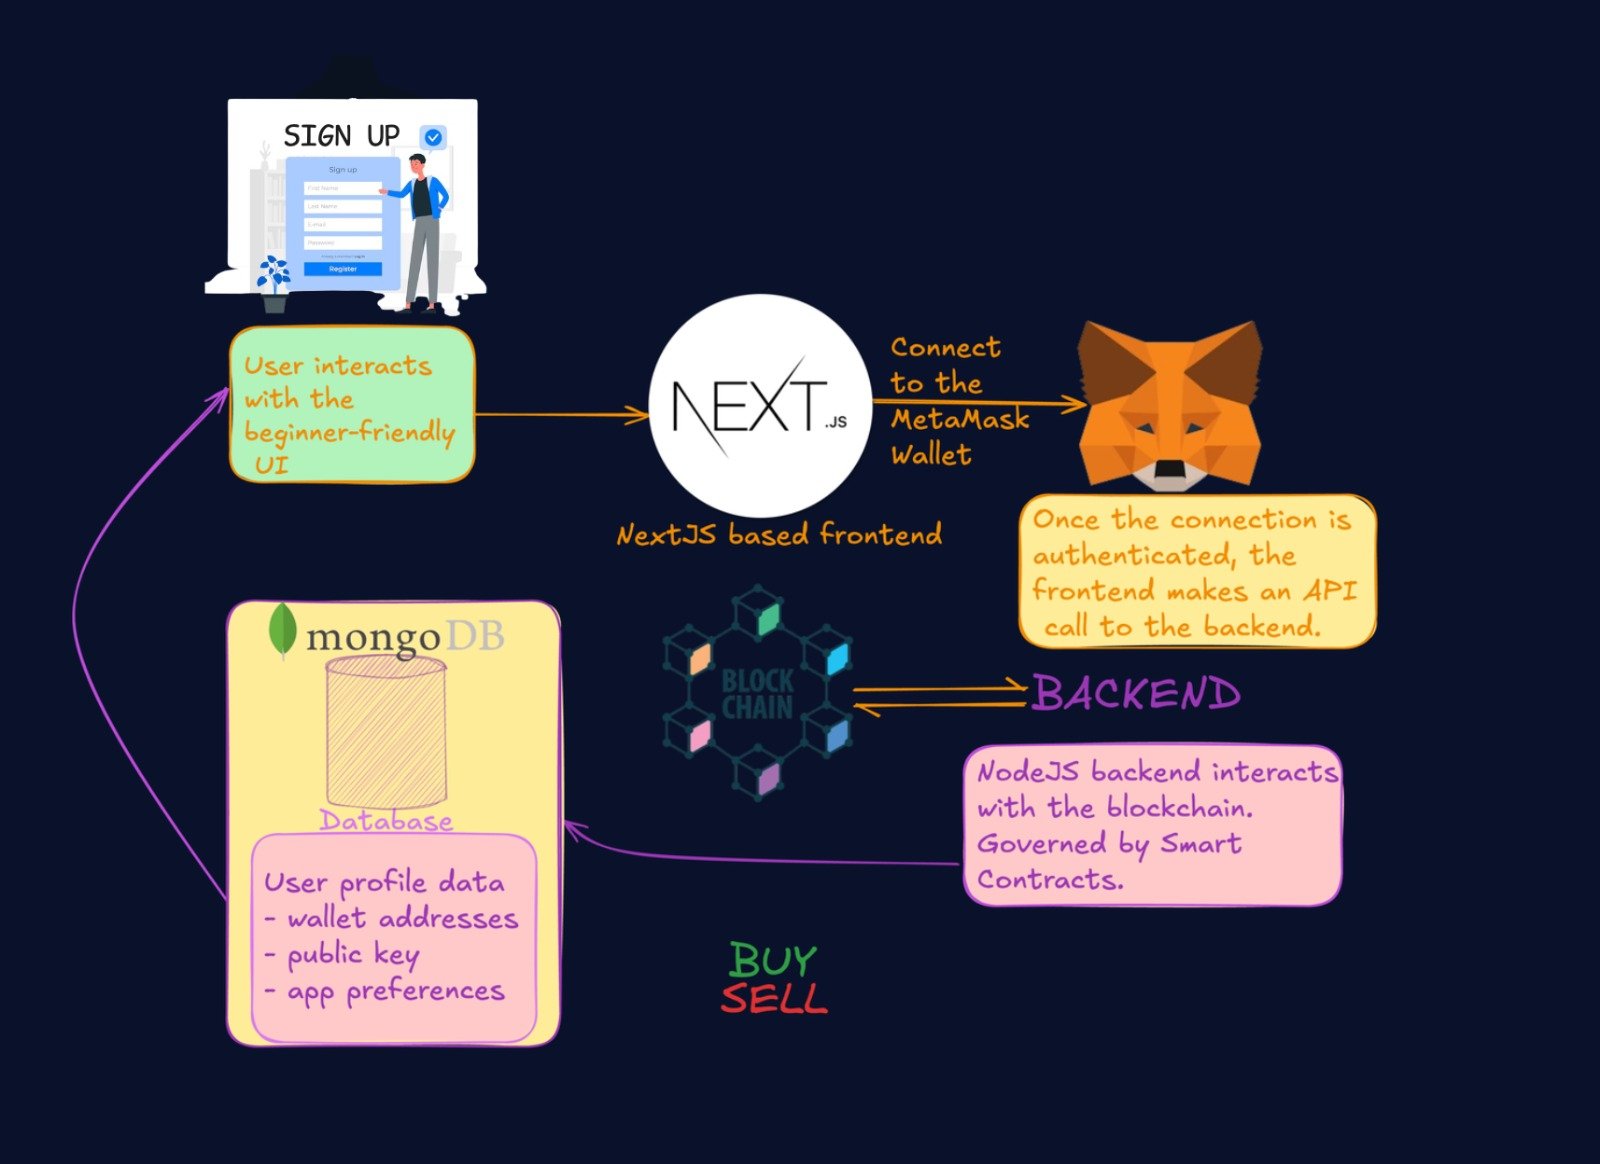 SIGN UP
Sign up
First Name
Last Name
E-mail
Password
Register
User interacts
with the
beginner-friendly
UI
NEXT.JS
NextJS based frontend
Connect
to the
MetaMask
Wallet
Once the connection is
authenticated, the
frontend makes an API
call to the backend.
BLOCK
CHAIN
BACKEND
NodeJS backend interacts
with the blockchain.
Governed by Smart
Contracts.
mongoDB
Database
User profile data
- wallet addresses
- public key
- app preferences
BUY
SELL